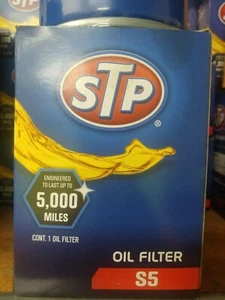 STP
®
ENGINEERED
TO LAST UP TO
5,000
MILES
CONT. 1 OIL FILTER
OIL FILTER
S5